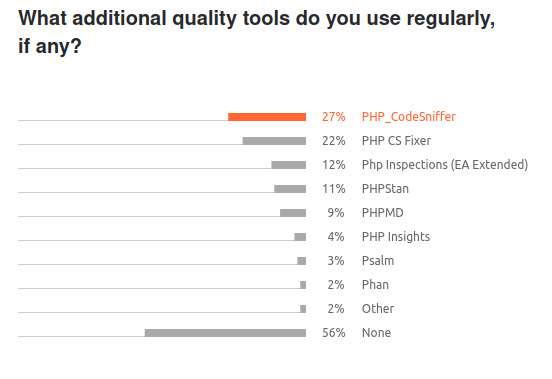 What additional quality tools do you use regularly,
if any?
27% PHP_CodeSniffer
22% PHP CS Fixer
12% Php Inspections (EA Extended)
11% PHPStan
9% PHPMD
4% PHP Insights
3% Psalm
2% Phan
2% Other
56% None